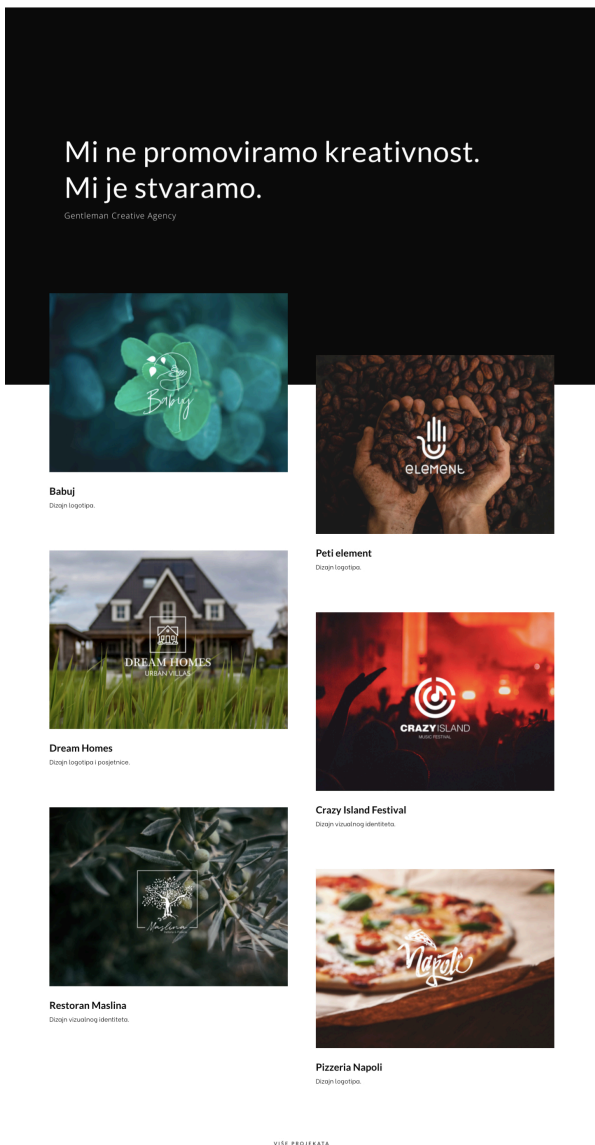 Mi ne promoviramo kreativnost.
Mi je stvaramo.
Gentleman Creative Agency
Babuj
Babuj
Dizajn logotipa.
element
Peti element
Dizajn logotipa.
DREAM HOMES
URBAN VILLAS
Dream Homes
Dizajn logotipa i posjetnice.
CRAZY ISLAND
MUSIC FESTIVAL
Crazy Island Festival
Dizajn vizualnog identiteta.
Maslina
Restoran Maslina
Dizajn vizualnog identiteta.
Napoli
Pizzeria Napoli
Dizajn logotipa.
VIŠE PROJEKATA